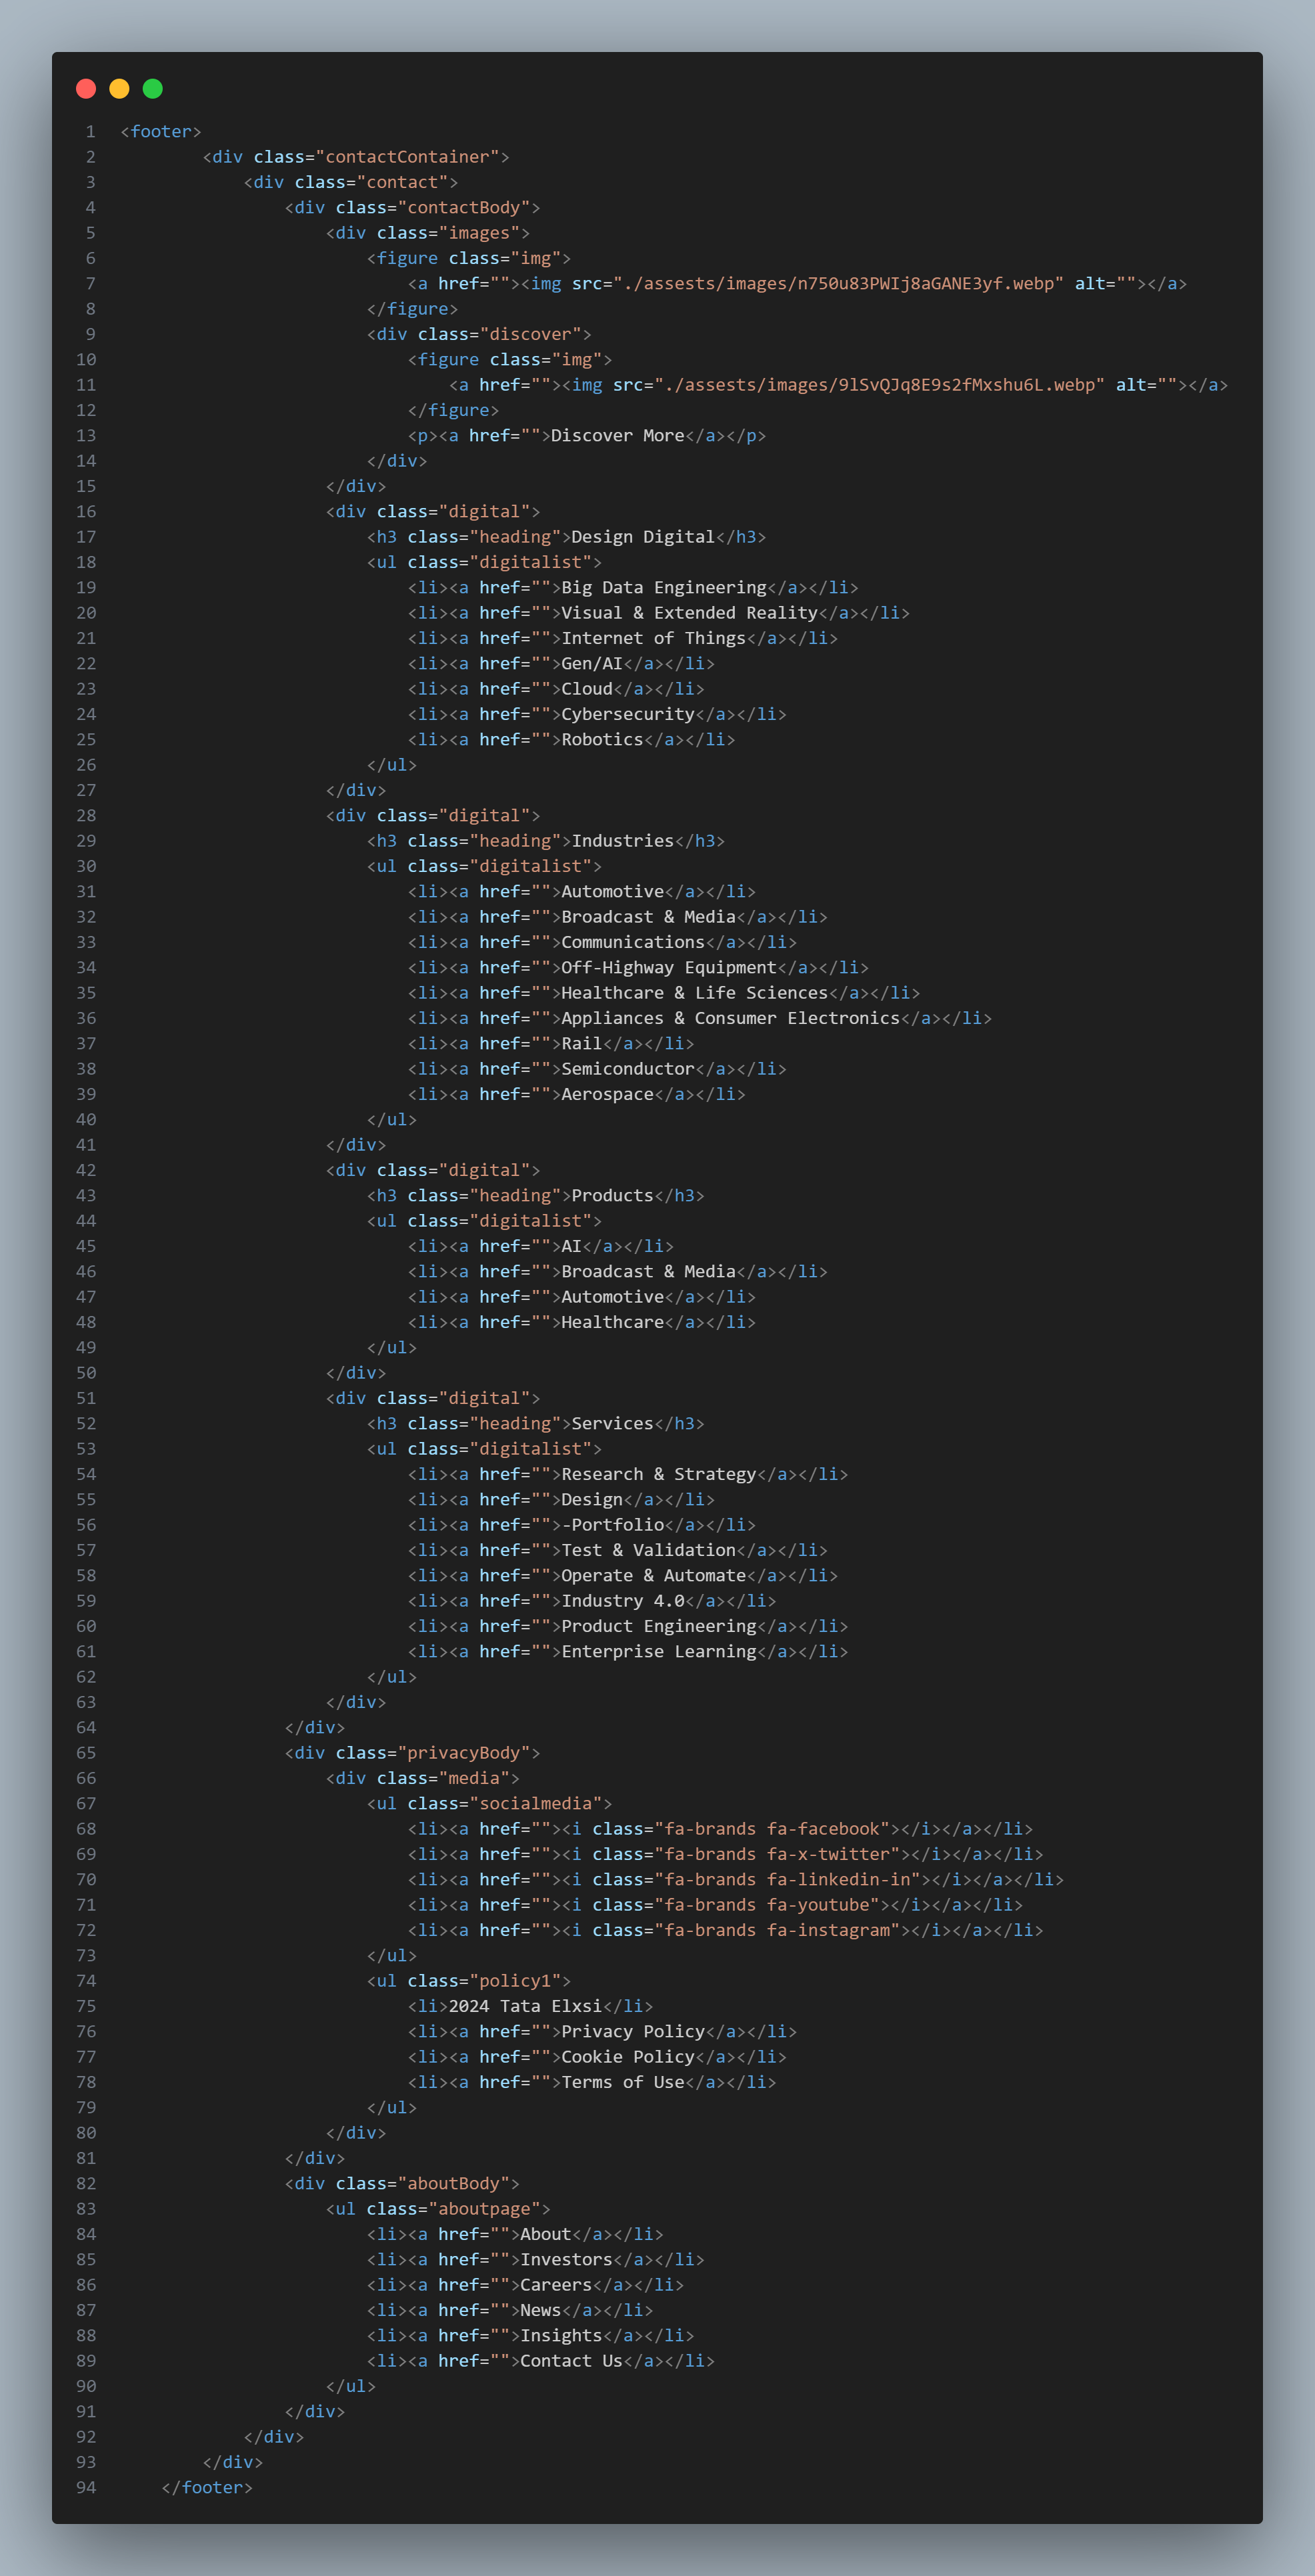 1 <footer>
2         <div class="contactContainer">
3             <div class="contact">
4                 <div class="contactBody">
5                     <div class="images">
6                         <figure class="img">
7                             <a href=""><img src="./assests/images/n750u83PWIj8aGANE3yf.webp" alt=""></a>
8                         </figure>
9                         <div class="discover">
10                             <figure class="img">
11                                 <a href=""><img src="./assests/images/9lSvQJq8E9s2fMxshu6L.webp" alt=""></a>
12                             </figure>
13                             <p><a href="">Discover More</a></p>
14                         </div>
15                     </div>
16                     <div class="digital">
17                         <h3 class="heading">Design Digital</h3>
18                         <ul class="digitalist">
19                             <li><a href="">Big Data Engineering</a></li>
20                             <li><a href="">Visual & Extended Reality</a></li>
21                             <li><a href="">Internet of Things</a></li>
22                             <li><a href="">Gen/AI</a></li>
23                             <li><a href="">Cloud</a></li>
24                             <li><a href="">Cybersecurity</a></li>
25                             <li><a href="">Robotics</a></li>
26                         </ul>
27                     </div>
28                     <div class="digital">
29                         <h3 class="heading">Industries</h3>
30                         <ul class="digitalist">
31                             <li><a href="">Automotive</a></li>
32                             <li><a href="">Broadcast & Media</a></li>
33                             <li><a href="">Communications</a></li>
34                             <li><a href="">Off-Highway Equipment</a></li>
35                             <li><a href="">Healthcare & Life Sciences</a></li>
36                             <li><a href="">Appliances & Consumer Electronics</a></li>
37                             <li><a href="">Rail</a></li>
38                             <li><a href="">Semiconductor</a></li>
39                             <li><a href="">Aerospace</a></li>
40                         </ul>
41                     </div>
42                     <div class="digital">
43                         <h3 class="heading">Products</h3>
44                         <ul class="digitalist">
45                             <li><a href="">AI</a></li>
46                             <li><a href="">Broadcast & Media</a></li>
47                             <li><a href="">Automotive</a></li>
48                             <li><a href="">Healthcare</a></li>
49                         </ul>
50                     </div>
51                     <div class="digital">
52                         <h3 class="heading">Services</h3>
53                         <ul class="digitalist">
54                             <li><a href="">Research & Strategy</a></li>
55                             <li><a href="">Design</a></li>
56                             <li><a href="">-Portfolio</a></li>
57                             <li><a href="">Test & Validation</a></li>
58                             <li><a href="">Operate & Automate</a></li>
59                             <li><a href="">Industry 4.0</a></li>
60                             <li><a href="">Product Engineering</a></li>
61                             <li><a href="">Enterprise Learning</a></li>
62                         </ul>
63                     </div>
64                 </div>
65                 <div class="privacyBody">
66                     <div class="media">
67                         <ul class="socialmedia">
68                             <li><a href=""><i class="fa-brands fa-facebook"></i></a></li>
69                             <li><a href=""><i class="fa-brands fa-x-twitter"></i></a></li>
70                             <li><a href=""><i class="fa-brands fa-linkedin-in"></i></a></li>
71                             <li><a href=""><i class="fa-brands fa-youtube"></i></a></li>
72                             <li><a href=""><i class="fa-brands fa-instagram"></i></a></li>
73                         </ul>
74                         <ul class="policy1">
75                             <li>2024 Tata Elxsi</li>
76                             <li><a href="">Privacy Policy</a></li>
77                             <li><a href="">Cookie Policy</a></li>
78                             <li><a href="">Terms of Use</a></li>
79                         </ul>
80                     </div>
81                 </div>
82                 <div class="aboutBody">
83                     <ul class="aboutpage">
84                         <li><a href="">About</a></li>
85                         <li><a href="">Investors</a></li>
86                         <li><a href="">Careers</a></li>
87                         <li><a href="">News</a></li>
88                         <li><a href="">Insights</a></li>
89                         <li><a href="">Contact Us</a></li>
90                     </ul>
91                 </div>
92             </div>
93         </div>
94     </footer>